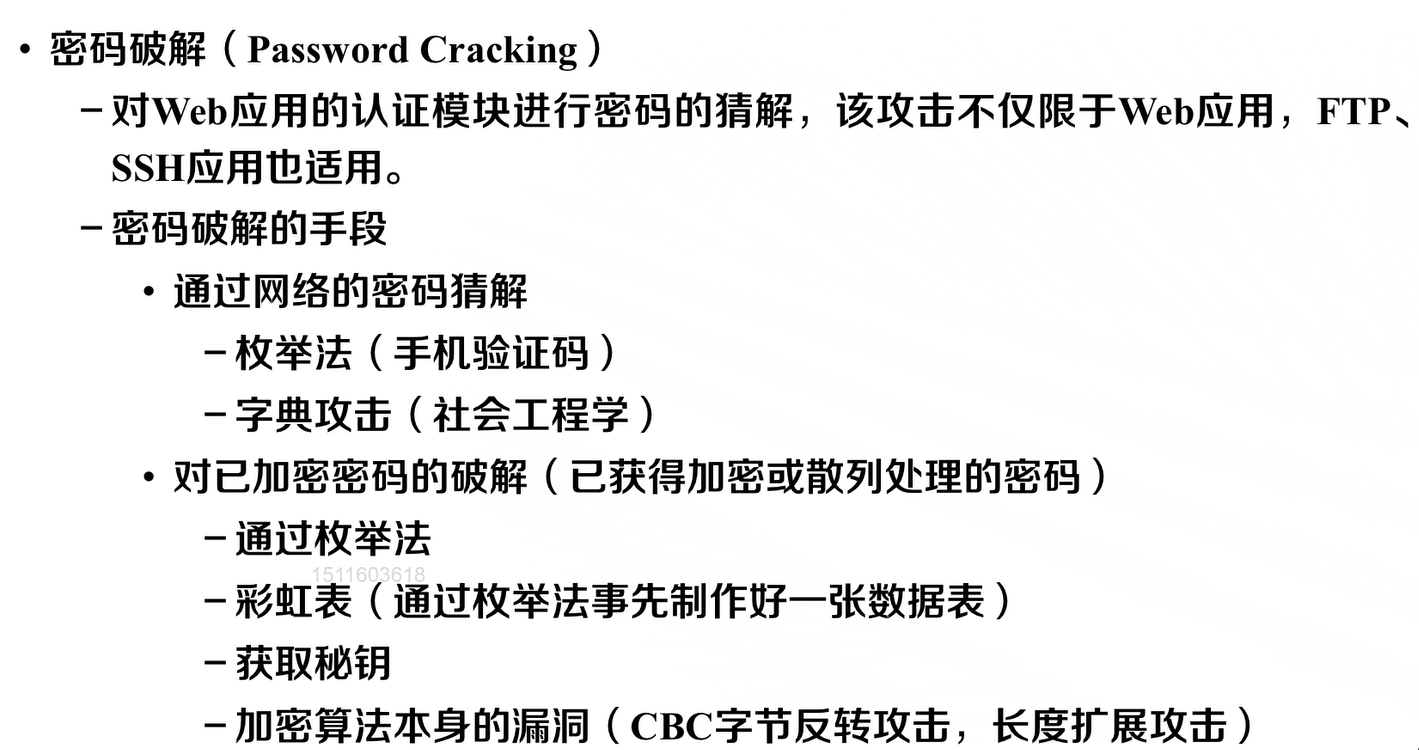 • 密码破解（Password Cracking）
– 对Web应用的认证模块进行密码的猜解，该攻击不仅限于Web应用，FTP、
SSH应用也适用。
– 密码破解的手段
• 通过网络的密码猜解
– 枚举法（手机验证码）
– 字典攻击（社会工程学）
• 对已加密密码的破解（已获得加密或散列处理的密码）
– 通过枚举法
1511603618
– 彩虹表（通过枚举法事先制作好一张数据表）
– 获取秘钥
– 加密算法本身的漏洞（CBC字节反转攻击，长度扩展攻击）